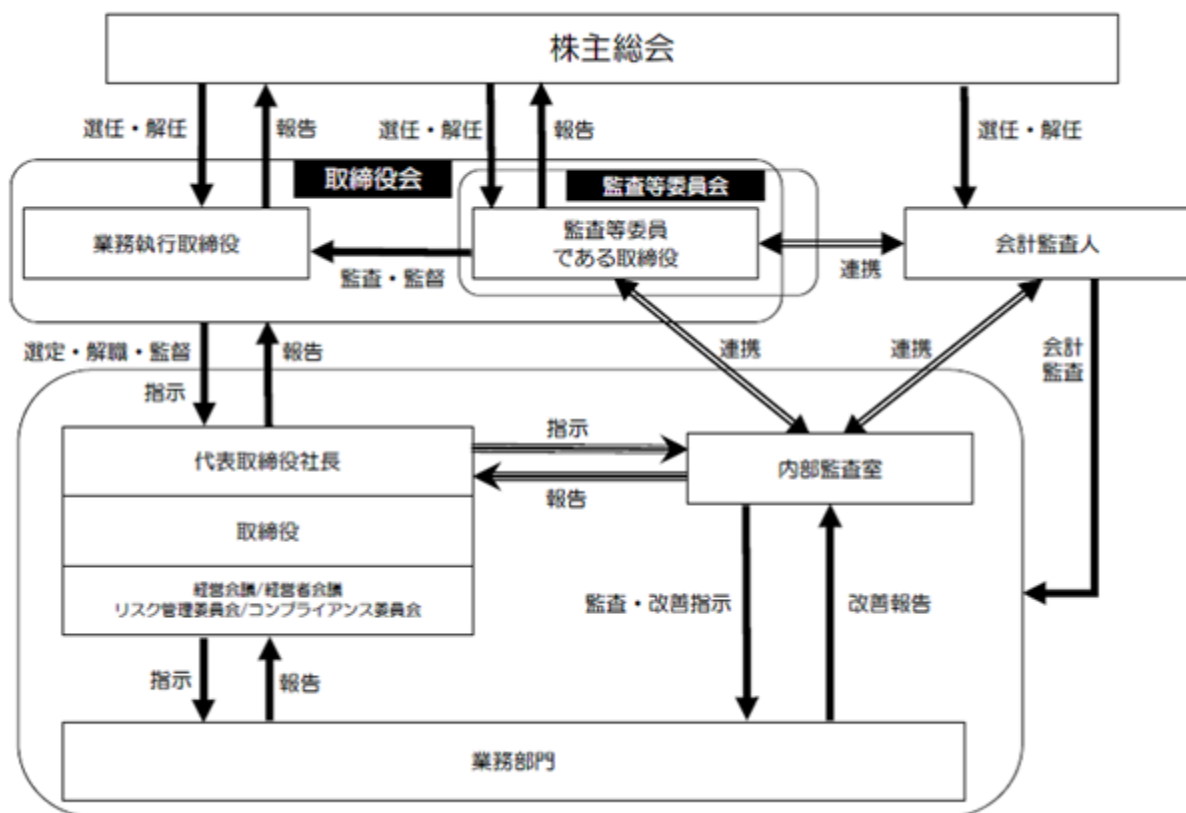 株主総会
選任・解任
報告
選任・解任
報告
選任・解任
取締役会
監査等委員会
業務執行取締役
監査・監督
監査等委員
である取締役
連携
会計監査人
選定・解職・監督
指示
報告
連携
連携
会計
監査
代表取締役社長
取締役
経営会議/経営者会議
リスク管理委員会/コンプライアンス委員会
指示
報告
内部監査室
監査・改善指示
改善報告
指示
報告
業務部門